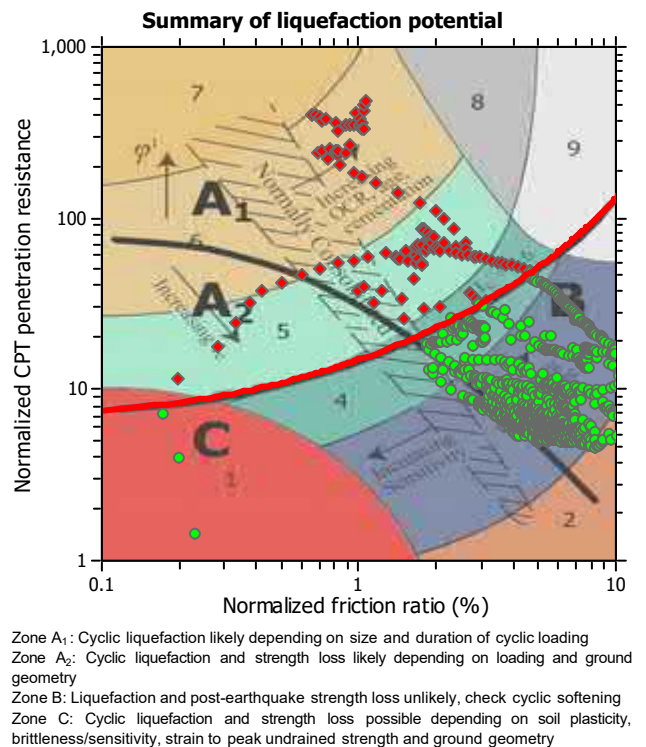 Summary of liquefaction potential
1,000
7
8
9
φ'
Increasing
OCR, age,
cementation
Normally
A₁
100
6
B
A₂
Increasing
5
10
4
C
Increasing
Sensitivity
1
2
1
0.1
1
10
Normalized CPT penetration resistance
Normalized friction ratio (%)
Zone A₁: Cyclic liquefaction likely depending on size and duration of cyclic loading
Zone A₂: Cyclic liquefaction and strength loss likely depending on loading and ground
geometry
Zone B: Liquefaction and post-earthquake strength loss unlikely, check cyclic softening
Zone C: Cyclic liquefaction and strength loss possible depending on soil plasticity,
brittleness/sensitivity, strain to peak undrained strength and ground geometry